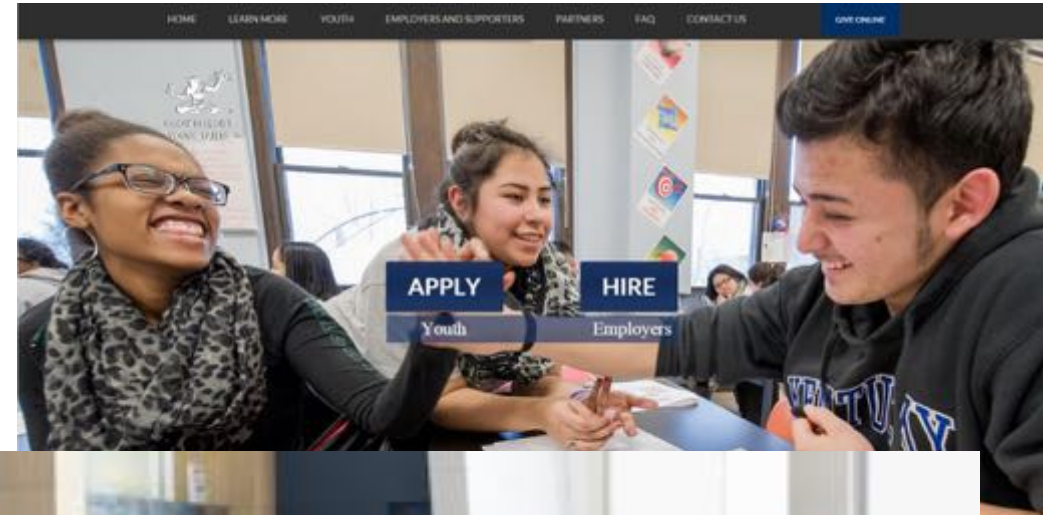 HOME LEARN MORE YOUTH EMPLOYERS AND SUPPORTERS PARTNERS FAQ CONTACT US GIVE ONLINE
APPLY HIRE
Youth Employers